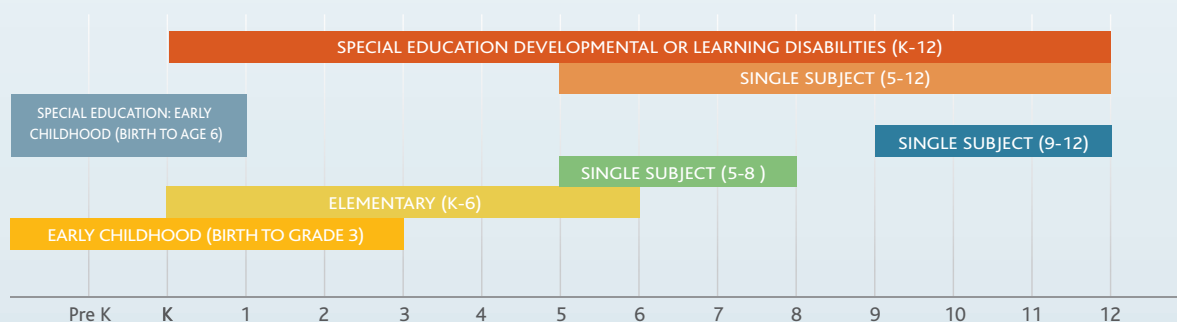 SPECIAL EDUCATION DEVELOPMENTAL OR LEARNING DISABILITIES (K-12)
SINGLE SUBJECT (5-12)
SPECIAL EDUCATION: EARLY
CHILDHOOD (BIRTH TO AGE 6)
SINGLE SUBJECT (9-12)
SINGLE SUBJECT (5-8 )
ELEMENTARY (K-6)
EARLY CHILDHOOD (BIRTH TO GRADE 3)
Pre K K 1 2 3 4 5 6 7 8 9 10 11 12